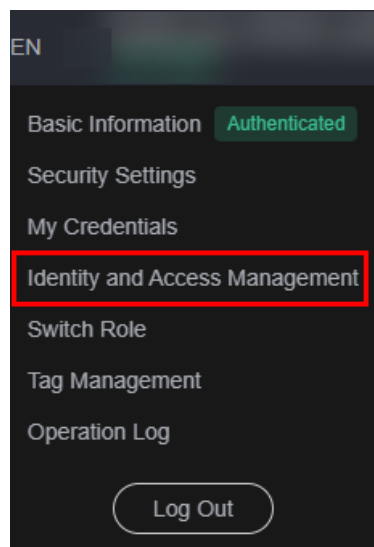 EN
Basic Information Authenticated
Security Settings
My Credentials
Identity and Access Management
Switch Role
Tag Management
Operation Log
Log Out